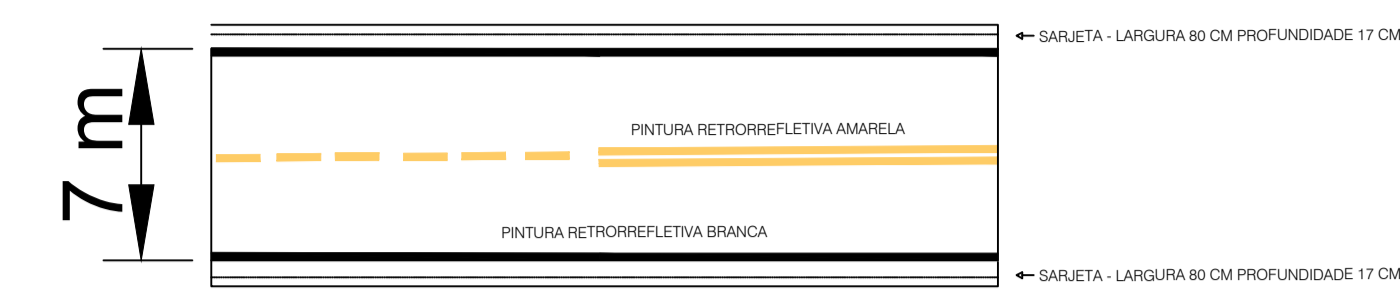 SARJETA - LARGURA 80 CM PROFUNDIDADE 17 CM
7 m
PINTURA RETRORREFLETIVA AMARELA
PINTURA RETRORREFLETIVA BRANCA
SARJETA - LARGURA 80 CM PROFUNDIDADE 17 CM